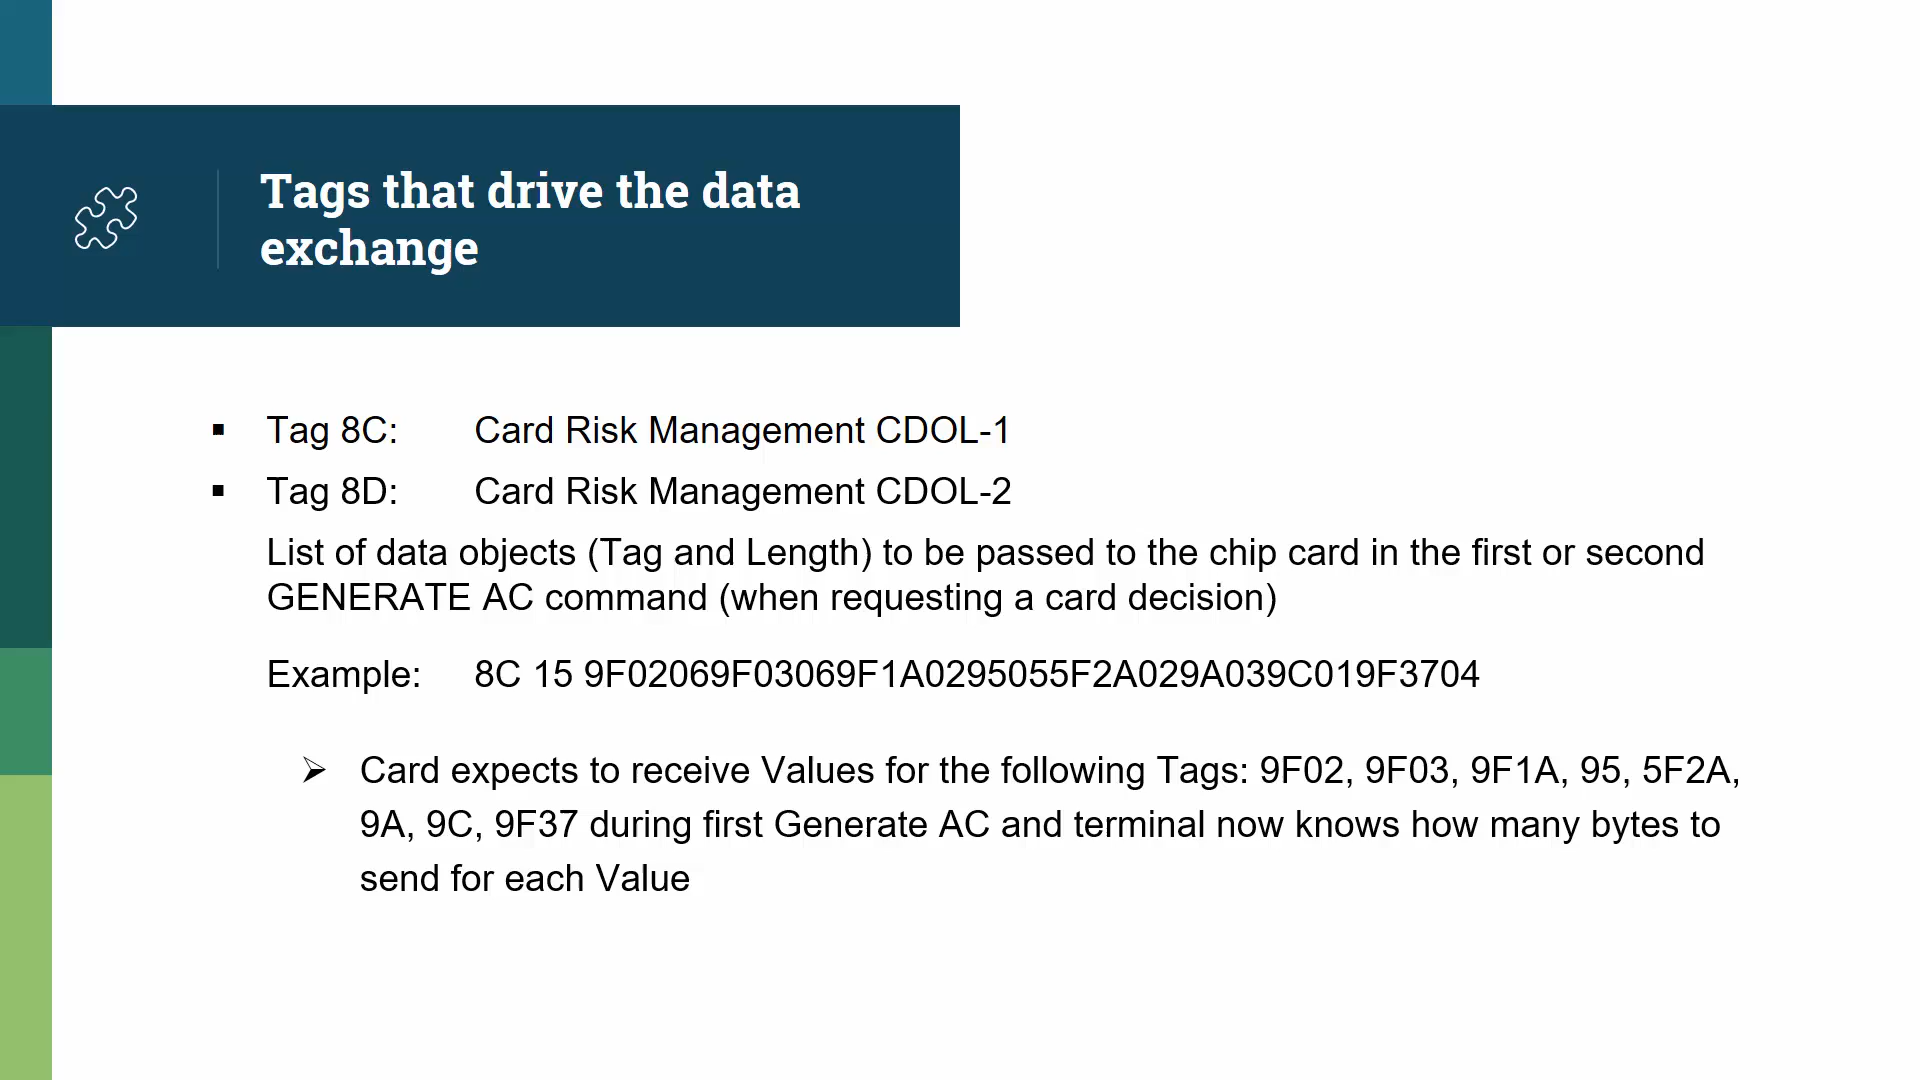 Tags that drive the data
exchange
▪ Tag 8C: Card Risk Management CDOL-1
▪ Tag 8D: Card Risk Management CDOL-2
List of data objects (Tag and Length) to be passed to the chip card in the first or second
GENERATE AC command (when requesting a card decision)
Example: 8C 15 9F02069F03069F1A0295055F2A029A039C019F3704
➢ Card expects to receive Values for the following Tags: 9F02, 9F03, 9F1A, 95, 5F2A,
9A, 9C, 9F37 during first Generate AC and terminal now knows how many bytes to
send for each Value